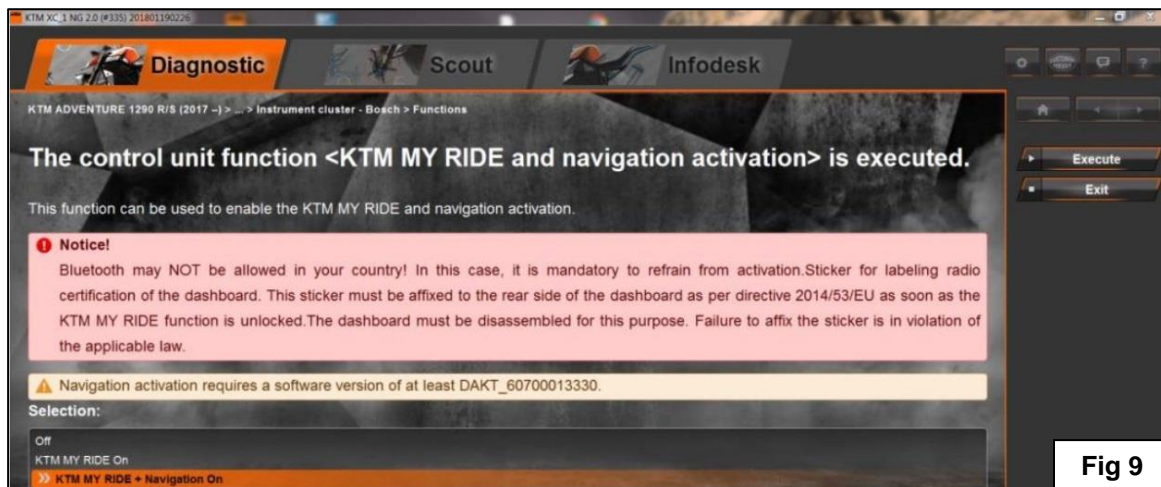 KTM XC_1 NG 2.0 (#335) 201801190226
Diagnostic
Scout
Infodesk
KTM ADVENTURE 1290 R/S (2017 –) > ... > Instrument cluster - Bosch > Functions
The control unit function <KTM MY RIDE and navigation activation> is executed.
Execute
Exit
This function can be used to enable the KTM MY RIDE and navigation activation.
Notice!
Bluetooth may NOT be allowed in your country! In this case, it is mandatory to refrain from activation.Sticker for labeling radio
certification of the dashboard. This sticker must be affixed to the rear side of the dashboard as per directive 2014/53/EU as soon as the
KTM MY RIDE function is unlocked.The dashboard must be disassembled for this purpose. Failure to affix the sticker is in violation of
the applicable law.
Navigation activation requires a software version of at least DAKT_60700013330.
Selection:
Off
KTM MY RIDE On
KTM MY RIDE + Navigation On
Fig 9